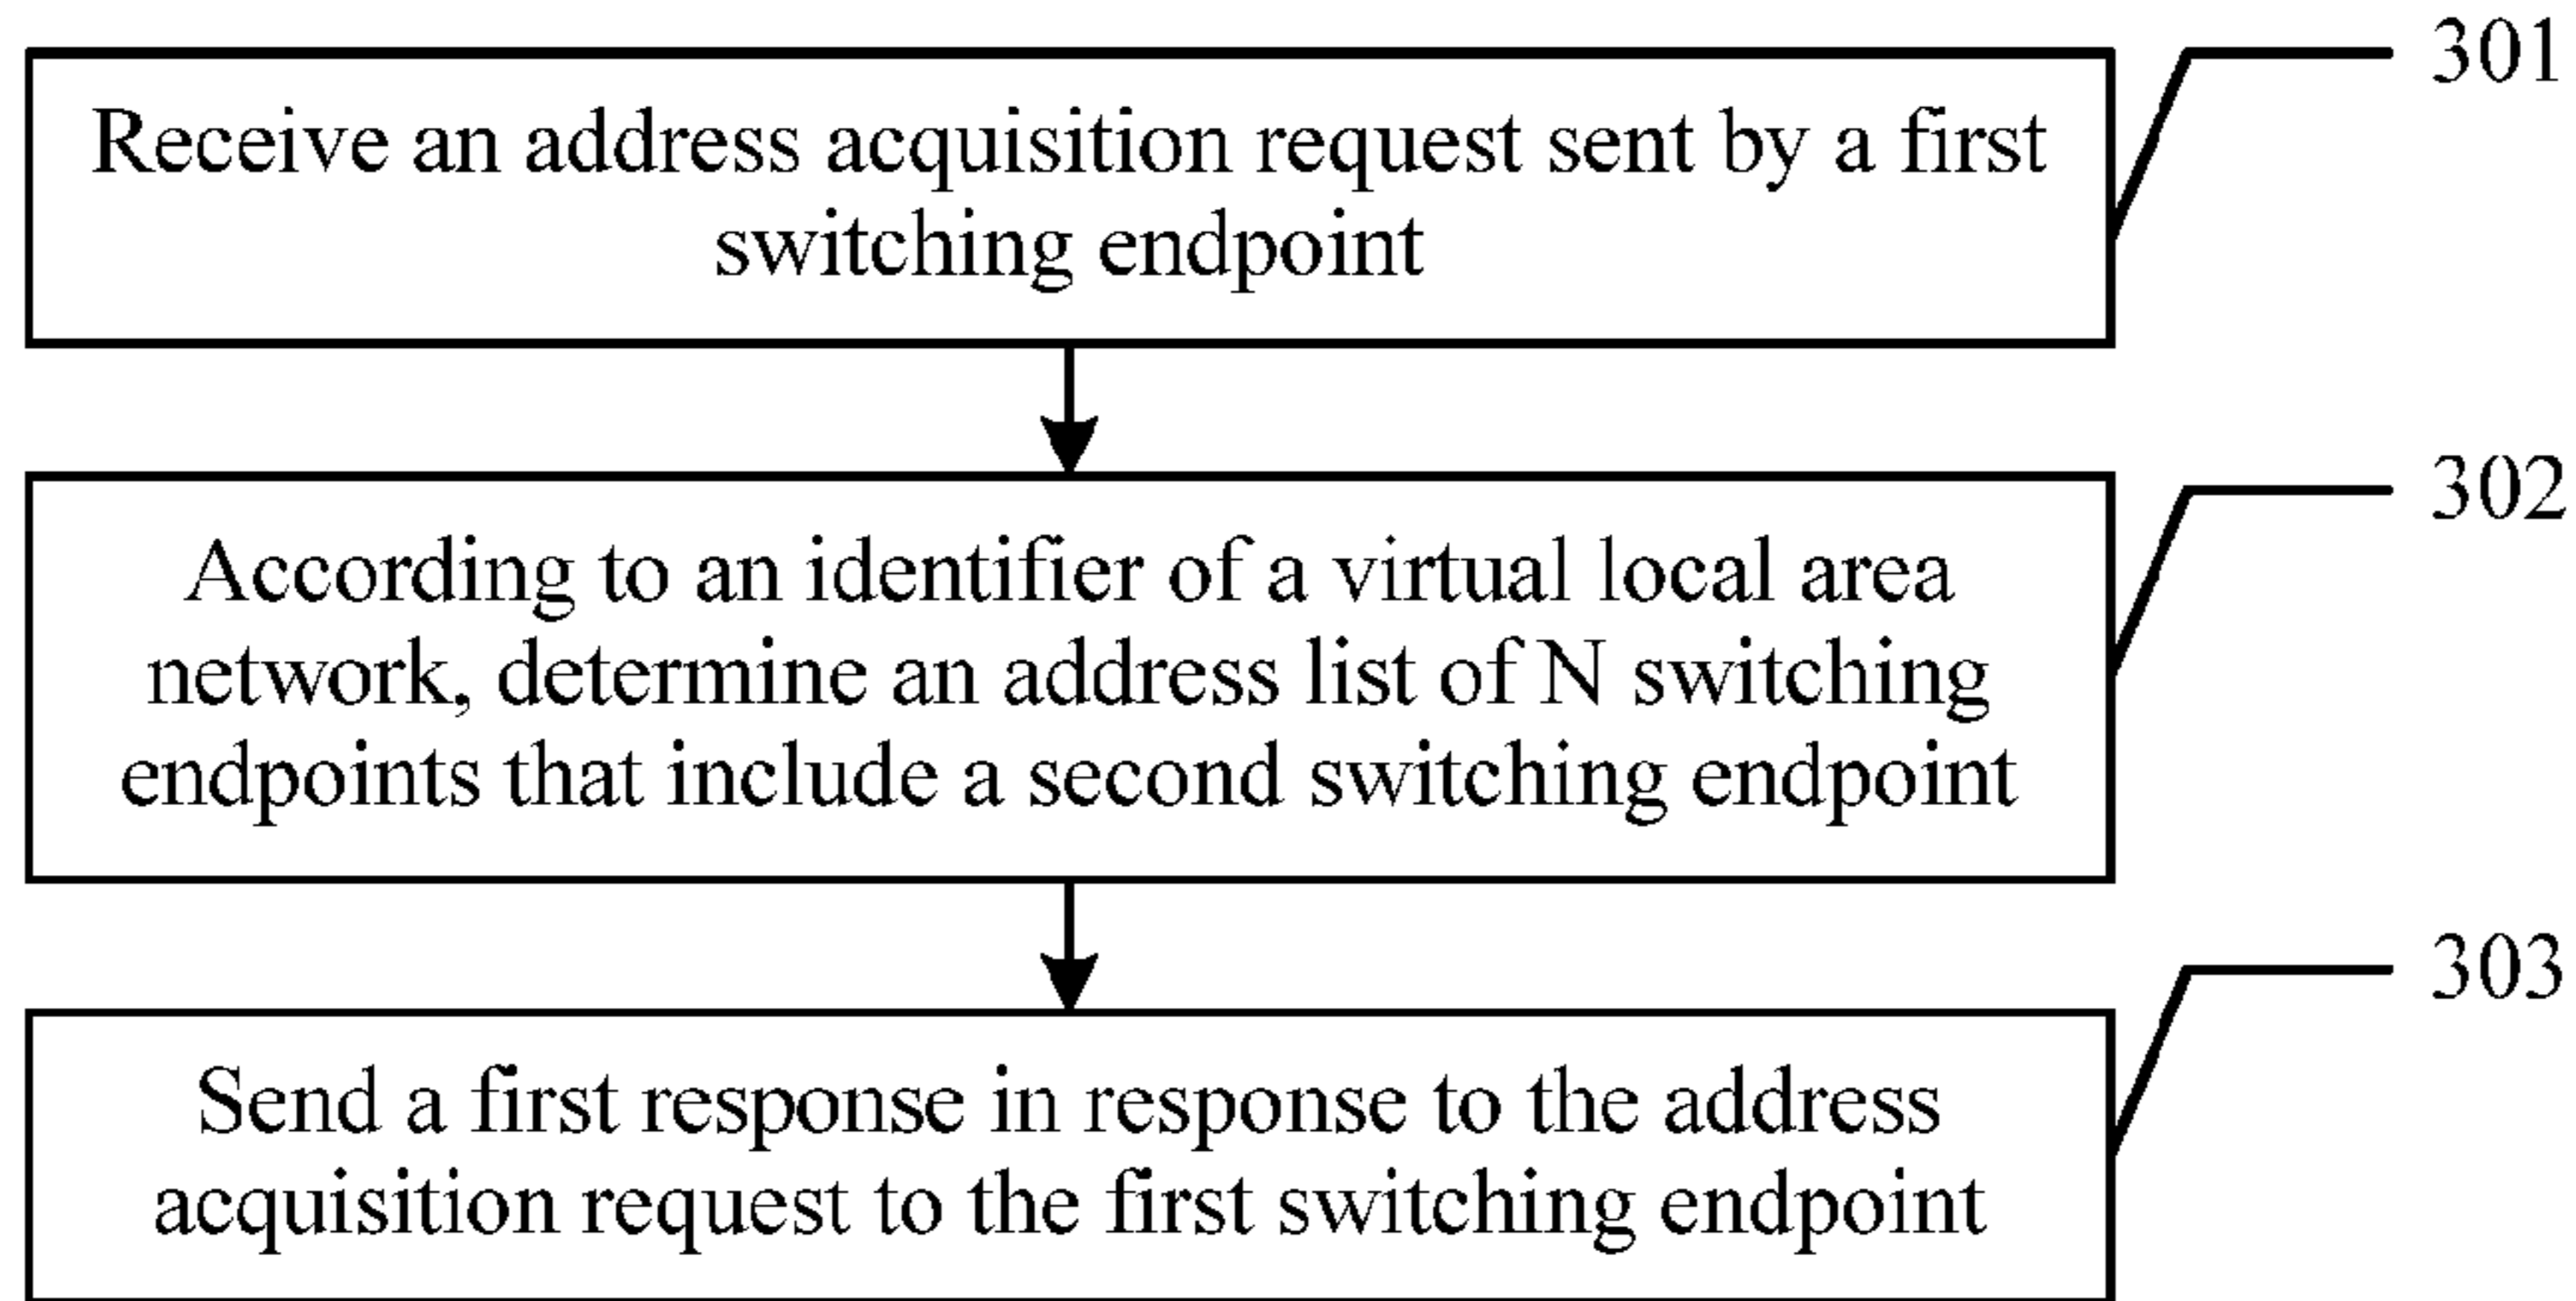 301
Receive an address acquisition request sent by a first
switching endpoint
302
According to an identifier of a virtual local area
network, determine an address list of N switching
endpoints that include a second switching endpoint
303
Send a first response in response to the address
acquisition request to the first switching endpoint